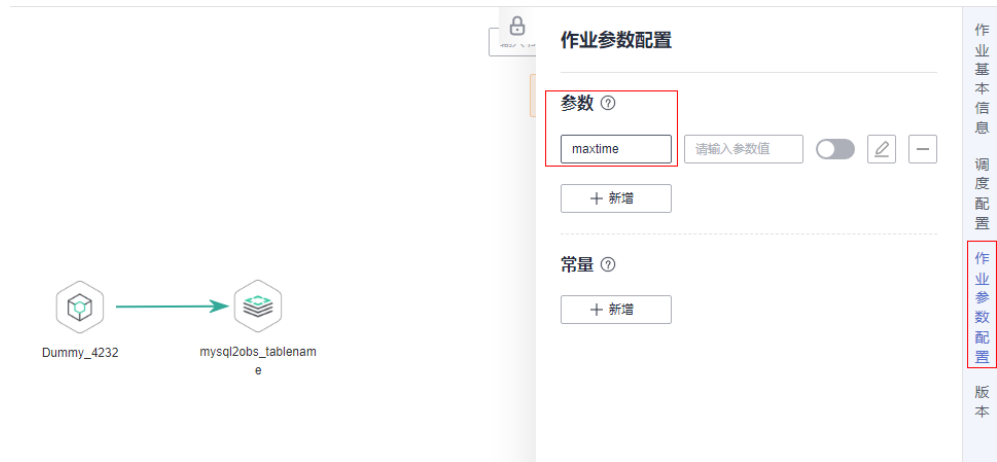 作业参数配置
参数
maxtime
请输入参数值
新增
常量
新增
Dummy_4232
mysql2obs_tablenam
e
作业基本信息
调度配置
作业参数配置
版本